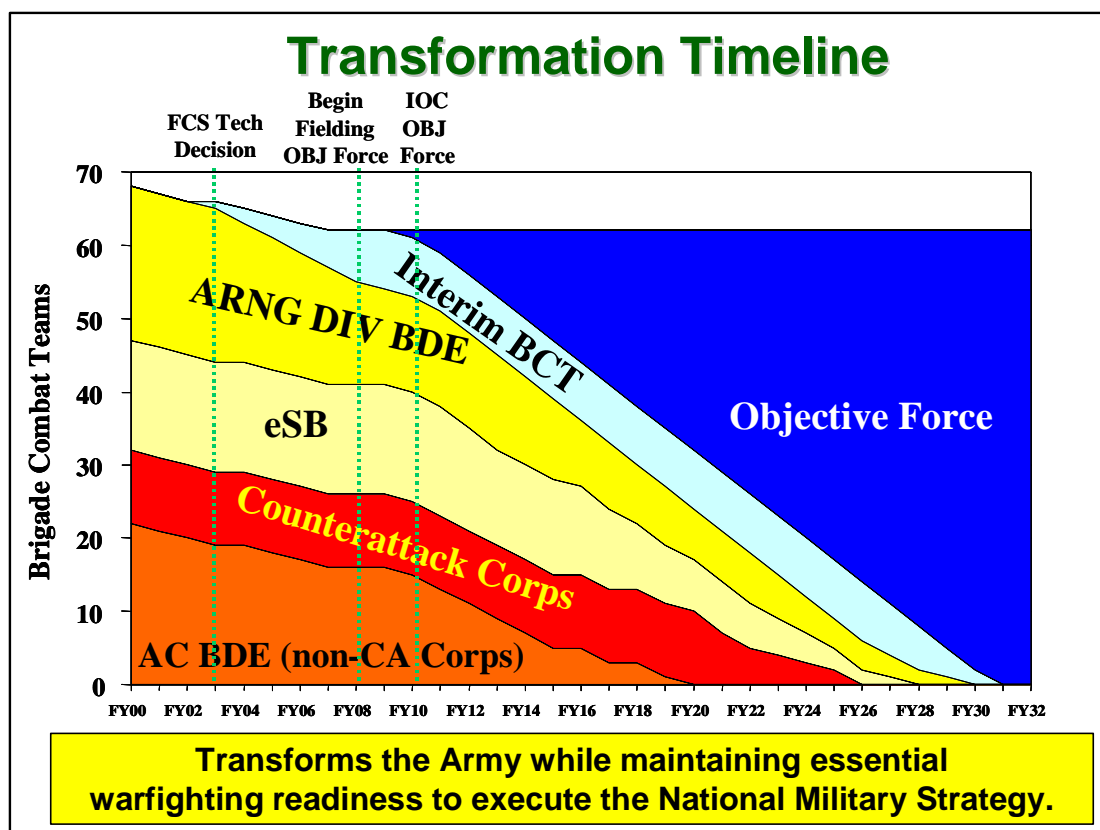 Transformation Timeline
FCS Tech
Decision
Begin
Fielding
OBJ Force
IOC
OBJ
Force
Brigade Combat Teams
70
60
50
40
30
20
10
0
Interim BCT
ARNG DIV BDE
eSB
Objective Force
Counterattack Corps
AC BDE (non-CA Corps)
FY00 FY02 FY04 FY06 FY08 FY10 FY12 FY14 FY16 FY18 FY20 FY22 FY24 FY26 FY28 FY30 FY32
Transforms the Army while maintaining essential
warfighting readiness to execute the National Military Strategy.